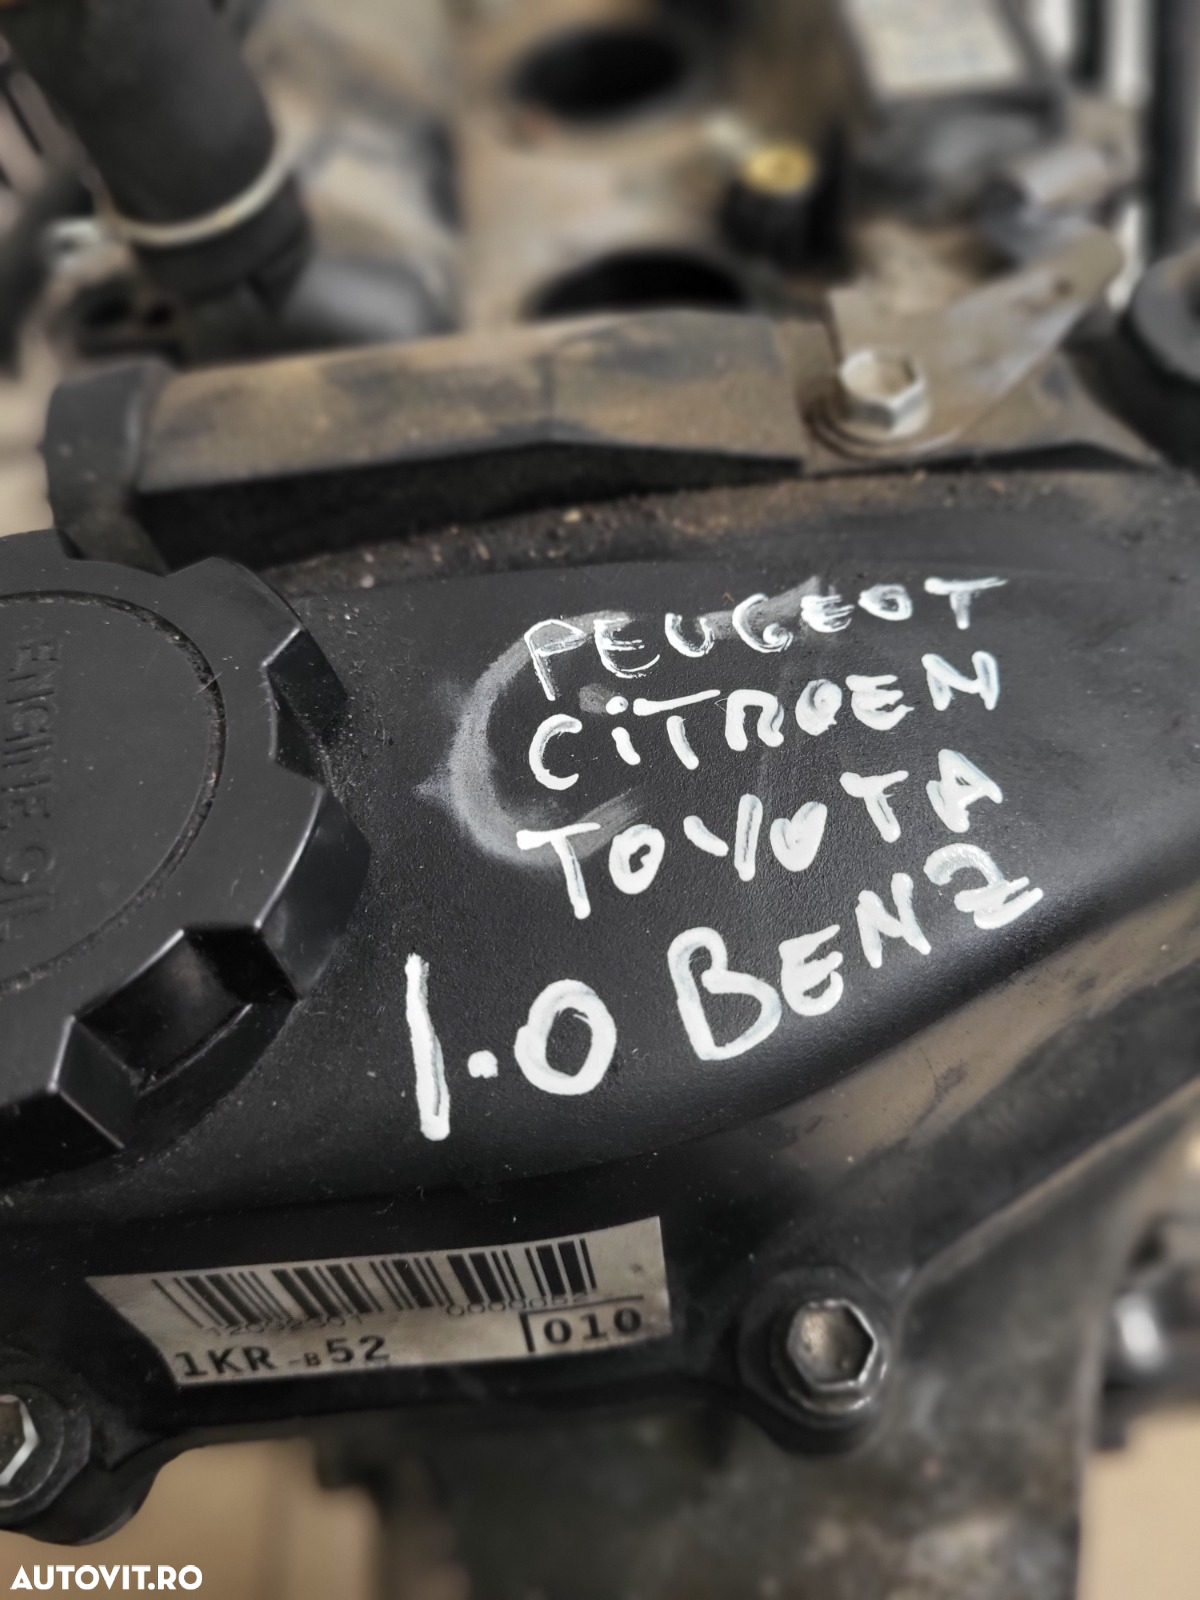 ENGINE OIL
PEUGEOT
CiTROEN
TOYOTA
1.0 BENZ
1KR -B52
010
AUTOVIT.RO